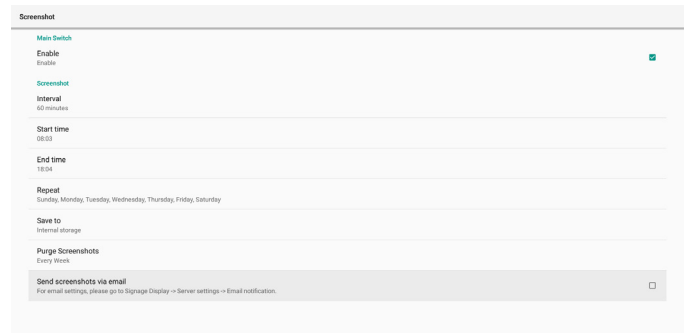 Screenshot
Main Switch
Enable
Enable
Screenshot
Interval
60 minutes
Start time
08:03
End time
18:04
Repeat
Sunday, Monday, Tuesday, Wednesday, Thursday, Friday, Saturday
Save to
Internal storage
Purge Screenshots
Every Week
Send screenshots via email
For email settings, please go to Signage Display -> Server settings -> Email notification.